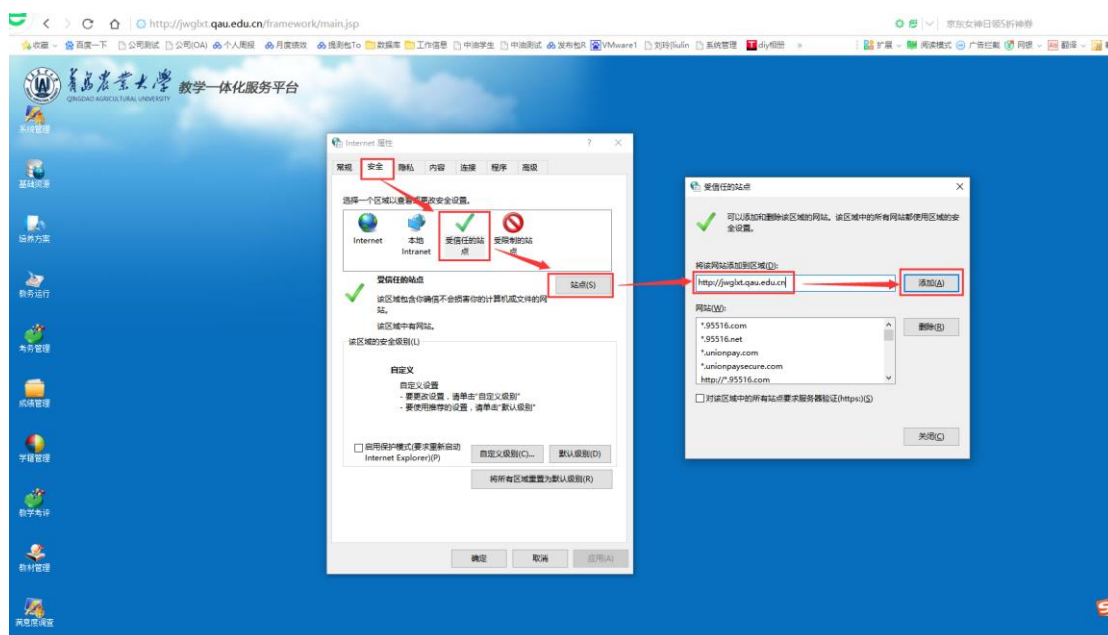 http://jwglxt.qau.edu.cn/framework/main.jsp
京东女神日领5折神券
收藏 百度一下 公司测试 公司(OA) 个人周报 月度绩效 提测包To 数据库 工作信息 中油学生 中油测试 发布包R VMware1 刘玲(liulin 系统管理 diy相册 » 扩展 阅读模式 广告拦截 网银 翻译
青岛农业大学 教学一体化服务平台
QINGDAO AGRICULTURAL UNIVERSITY
系统管理
基础资源
培养方案
教务运行
考务管理
成绩管理
学籍管理
教学考评
教材管理
满意度调查
Internet 属性
常规 安全 隐私 内容 连接 程序 高级
选择一个区域以查看或更改安全设置。
Internet 本地 Intranet 受信任的站点 受限制的站点
受信任的站点
站点(S)
该区域包含你确信不会损害你的计算机或文件的网
站。
该区域中有网站。
该区域的安全级别(L)
自定义
自定义设置
- 要更改设置，请单击"自定义级别"
- 要使用推荐的设置，请单击"默认级别"
启用保护模式(要求重新启动
Internet Explorer)(P)
自定义级别(C)... 默认级别(D)
将所有区域重置为默认级别(R)
确定 取消 应用(A)
受信任的站点
可以添加和删除该区域的网站。该区域中的所有网站都使用区域的安
全设置。
将该网站添加到区域(D):
http://jwglxt.qau.edu.cn 添加(A)
网站(W):
*.95516.com 删除(R)
*.95516.net
*.unionpay.com
*.unionpaysecure.com
http://*.95516.com
对该区域中的所有站点要求服务器验证(https:)(S)
关闭(C)